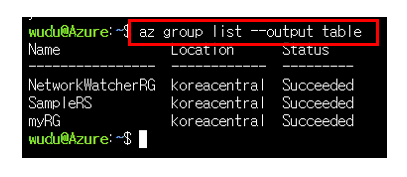 wudu@Azure:~$ az group list --output table
Name Location Status
---------------- ------------ ---------
NetworkWatcherRG koreacentral Succeeded
SampleRS koreacentral Succeeded
myRG koreacentral Succeeded
wudu@Azure:~$